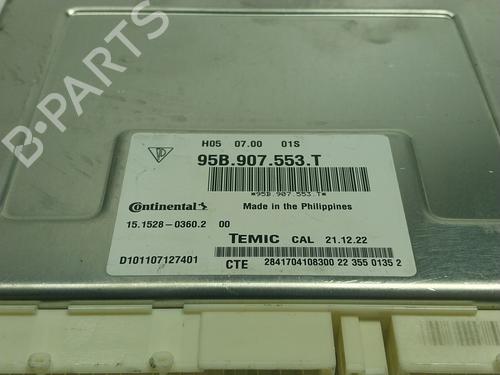 B-PARTS
H05 07.00 01S
95B.907.553.T
*95B.907 553.T*
Continental
Made in the Philippines
15.1528-0360.2 00
TEMIC CAL 21.12.22
D101107127401
CTE 2841704108300 22 355 0135 2